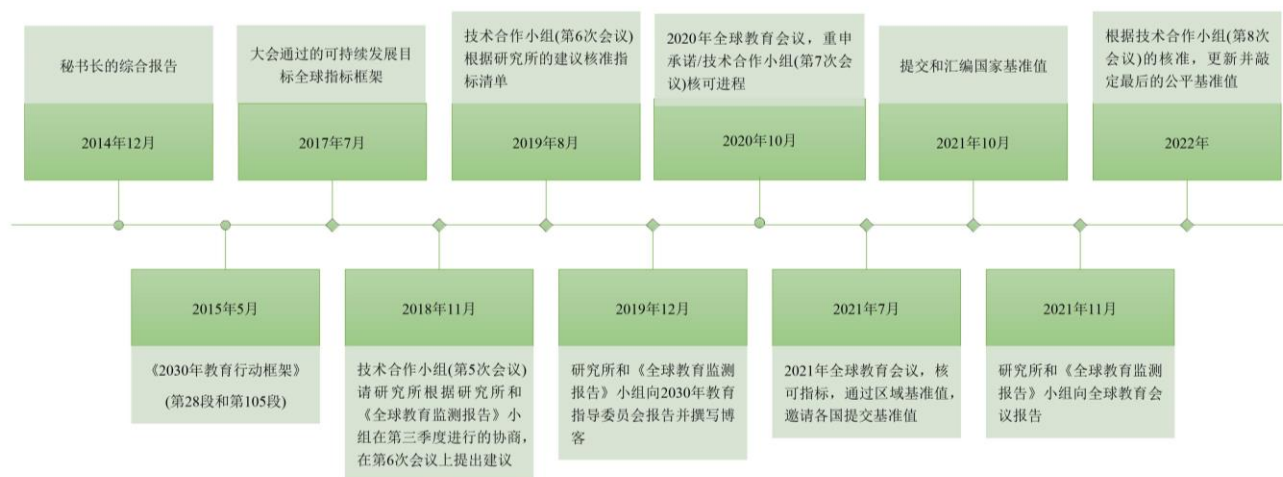 秘书长的综合报告
2014年12月
大会通过的可持续发展目
标全球指标框架
2017年7月
技术合作小组(第6次会议)
根据研究所的建议核准指
标清单
2019年8月
2020年全球教育会议，重申
承诺/技术合作小组(第7次会
议)核可进程
2020年10月
提交和汇编国家基准值
2021年10月
根据技术合作小组(第8次
会议)的核准，更新并敲
定最后的公平基准值
2022年
2015年5月
《2030年教育行动框架》
(第28段和第105段)
2018年11月
技术合作小组(第5次会议)
请研究所根据研究所和
《全球教育监测报告》小
组在第三季度进行的协商，
在第6次会议上提出建议
2019年12月
研究所和《全球教育监测
报告》小组向2030年教育
指导委员会报告并撰写博
客
2021年7月
2021年全球教育会议，核
可指标，通过区域基准值，
邀请各国提交基准值
2021年11月
研究所和《全球教育监测
报告》小组向全球教育会
议报告